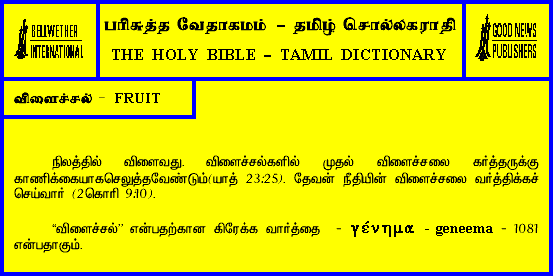 BELLWETHER
INTERNATIONAL
பரிசுத்த வேதாகமம் - தமிழ் சொல்லகராதி
THE HOLY BIBLE - TAMIL DICTIONARY
GOOD NEWS
PUBLISHERS
விளைச்சல் - FRUIT
நிலத்தில் விளைவது. விளைச்சல்களில் முதல் விளைச்சலை கர்த்தருக்கு
காணிக்கையாகசெலுத்தவேண்டும்(யாத் 23:25). தேவன் நீதியின் விளைச்சலை வர்த்திக்கச்
செய்வார் (2கொரி 9:10).
“விளைச்சல்” என்பதற்கான கிரேக்க வார்த்தை - γένημα - geneema - 1081
என்பதாகும்.